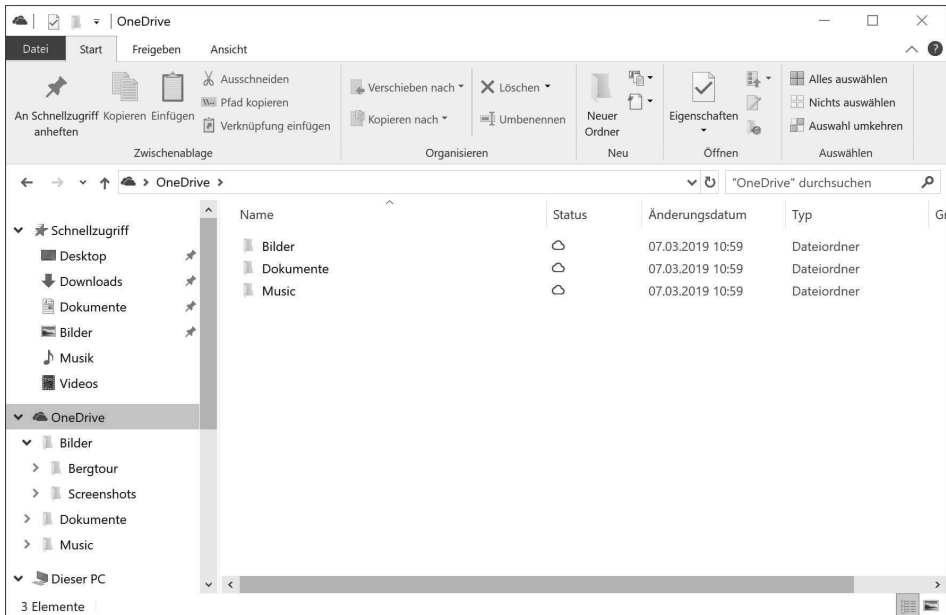 OneDrive
Datei Start Freigeben Ansicht
An Schnellzugriff anheften
Kopieren
Einfügen
Ausschneiden
Pfad kopieren
Verknüpfung einfügen
Zwischenablage
Verschieben nach
Kopieren nach
Löschen
Umbenennen
Organisieren
Neuer
Ordner
Neu
Eigenschaften
Öffnen
Alles auswählen
Nichts auswählen
Auswahl umkehren
Auswählen
OneDrive
"OneDrive" durchsuchen
Schnellzugriff
Desktop
Downloads
Dokumente
Bilder
Musik
Videos
OneDrive
Bilder
Bergtour
Screenshots
Dokumente
Music
Dieser PC
Name Status Änderungsdatum Typ
Bilder 07.03.2019 10:59 Dateiordner
Dokumente 07.03.2019 10:59 Dateiordner
Music 07.03.2019 10:59 Dateiordner
3 Elemente